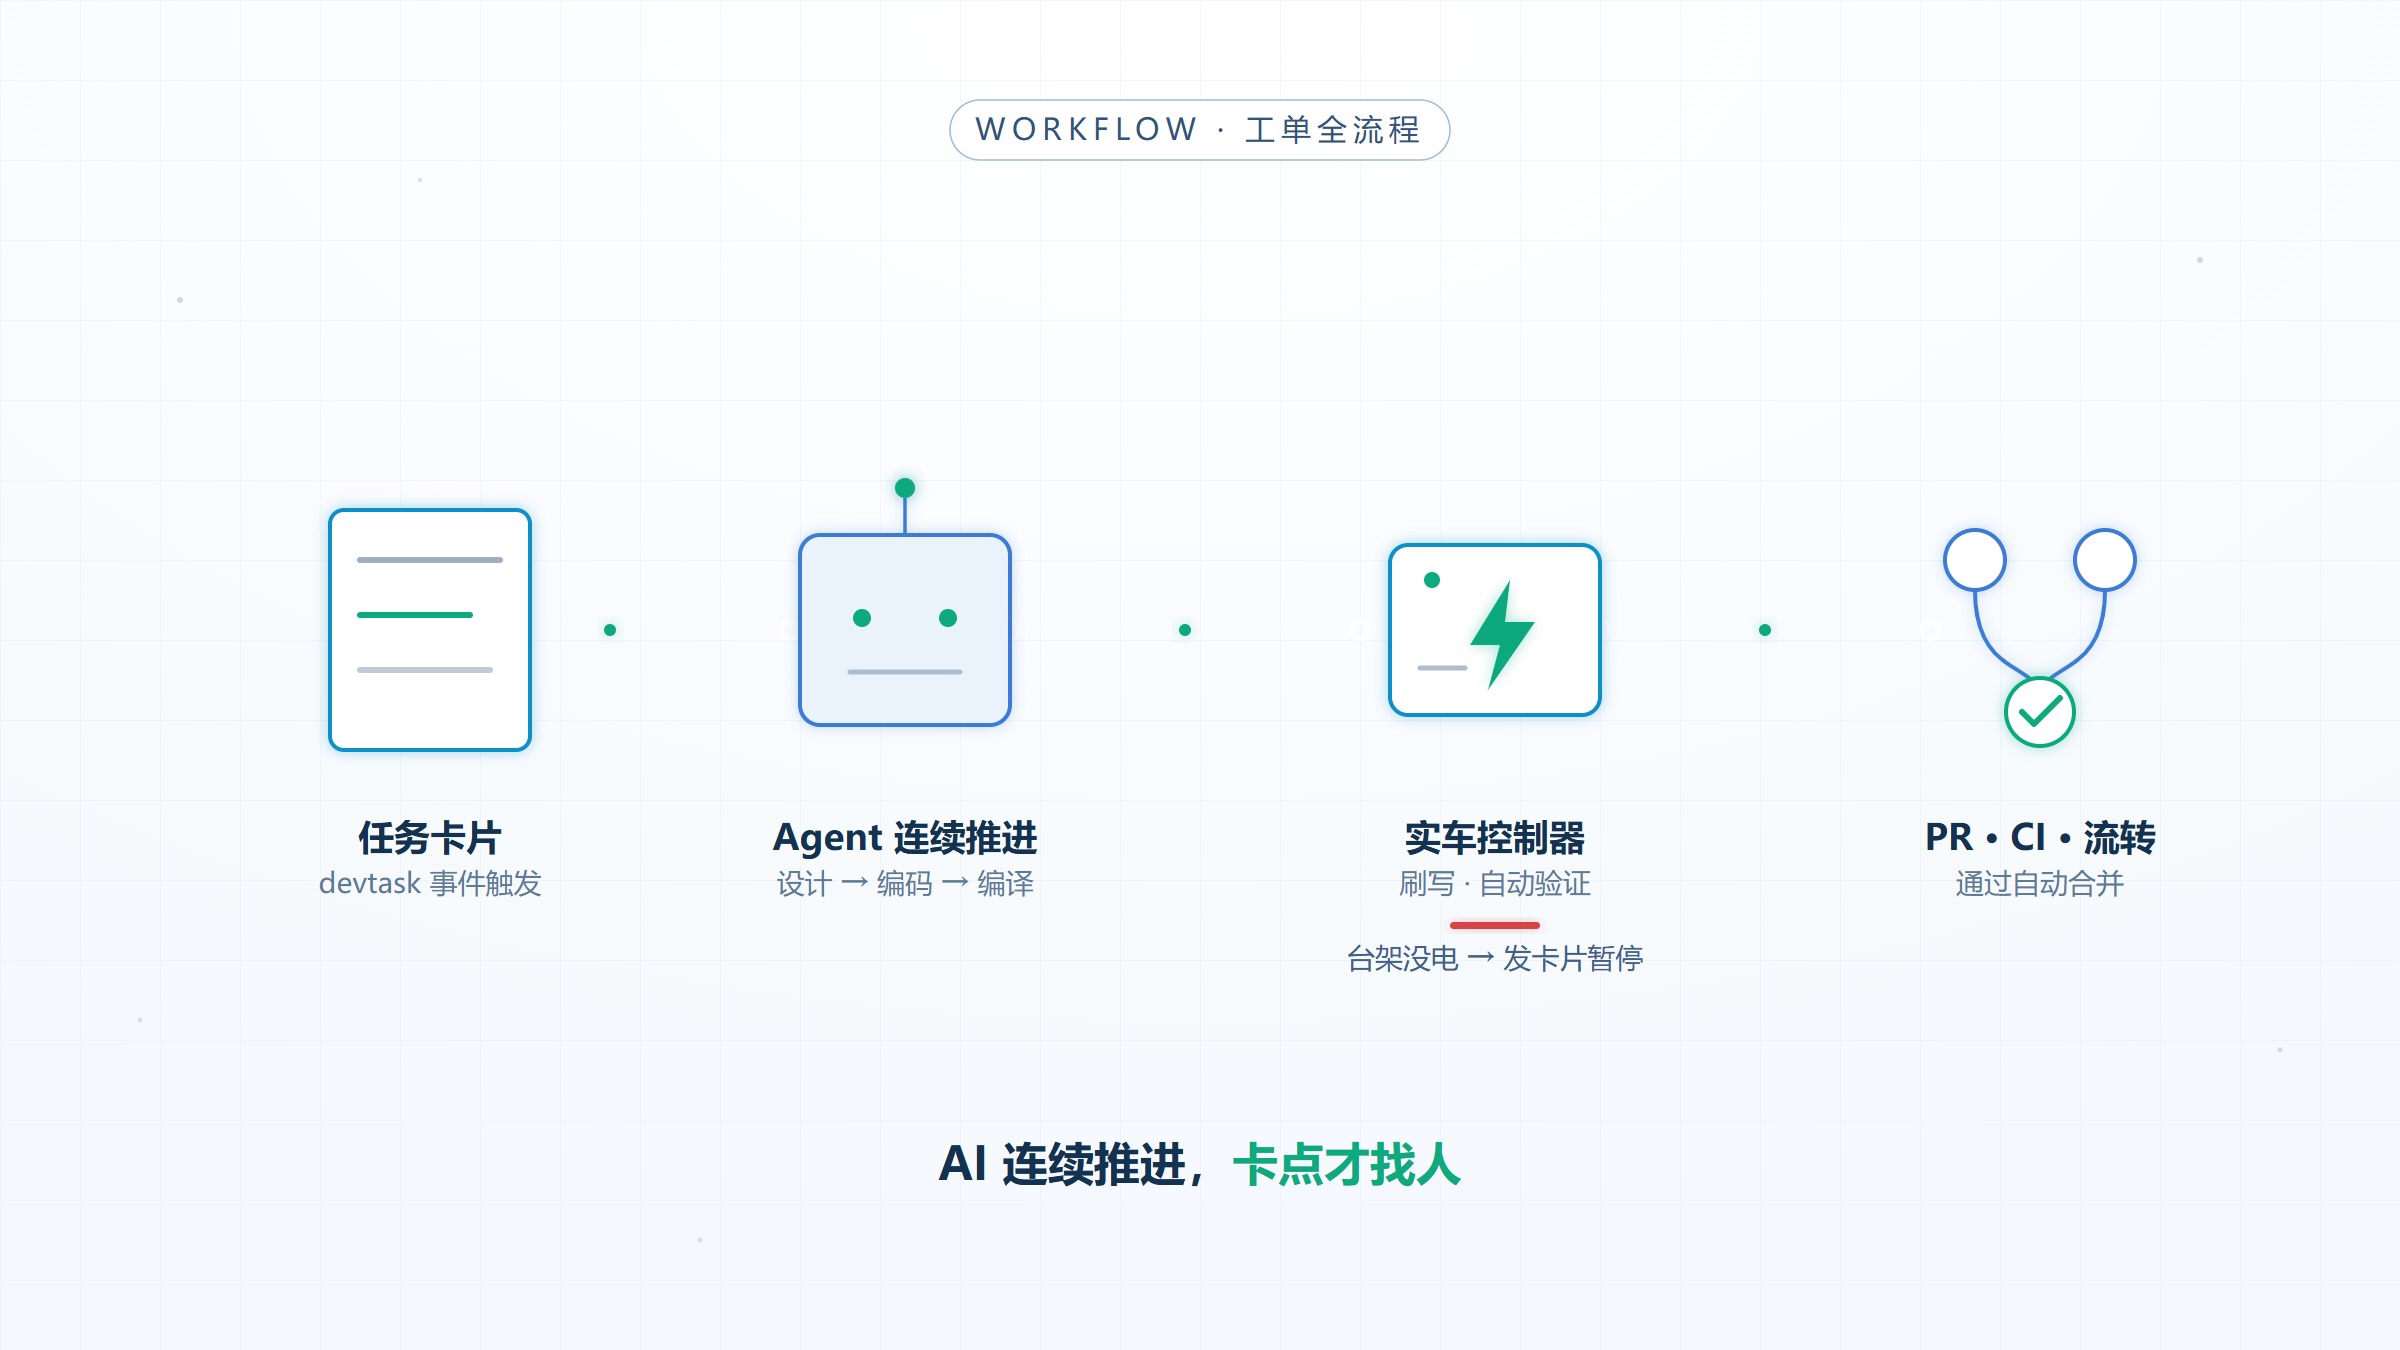 WORKFLOW · 工单全流程
任务卡片
devtask 事件触发
Agent 连续推进
设计 → 编码 → 编译
实车控制器
刷写 · 自动验证
台架没电 → 发卡片暂停
PR · CI · 流转
通过自动合并
AI 连续推进，卡点才找人